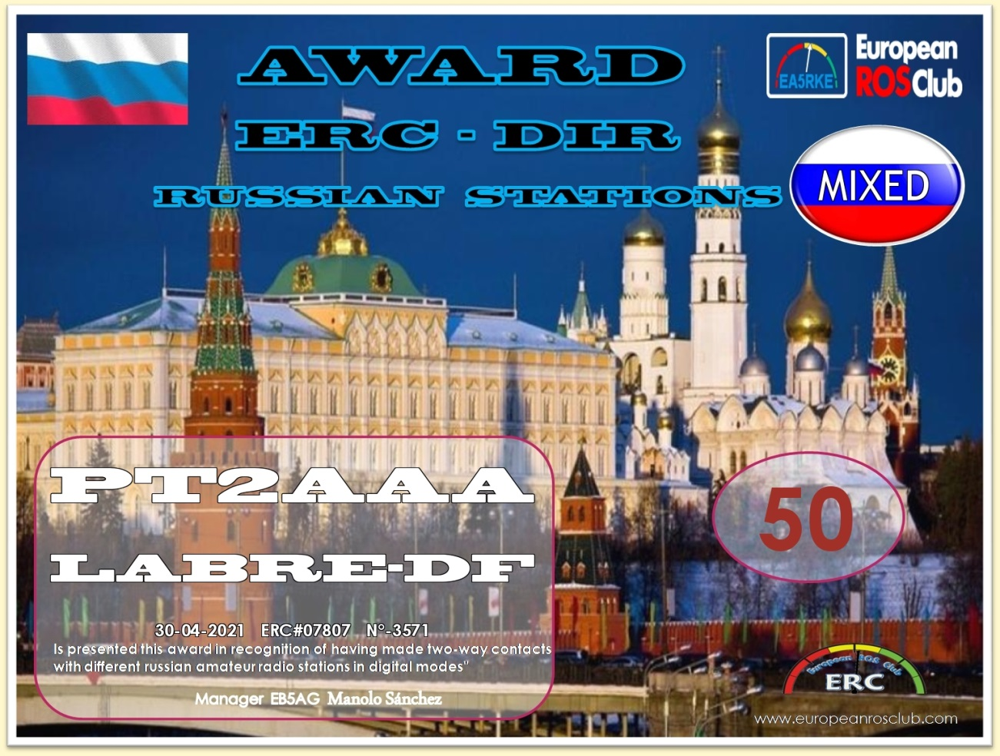 AWARD
ERC - DIR
RUSSIAN STATIONS
EA5RKE
European
ROSClub
MIXED
PT2AAA
LABRE-DF
30-04-2021 ERC#07807 N°-3571
Is presented this award in recognition of having made two-way contacts
with different russian amateur radio stations in digital modes"
Manager EB5AG Manolo Sánchez
50
European ROS Club
ERC
www.europeanrosclub.com